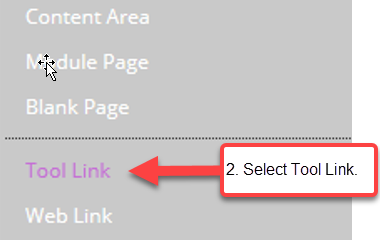 Content Area
Module Page
Blank Page
Tool Link
2. Select Tool Link.
Web Link